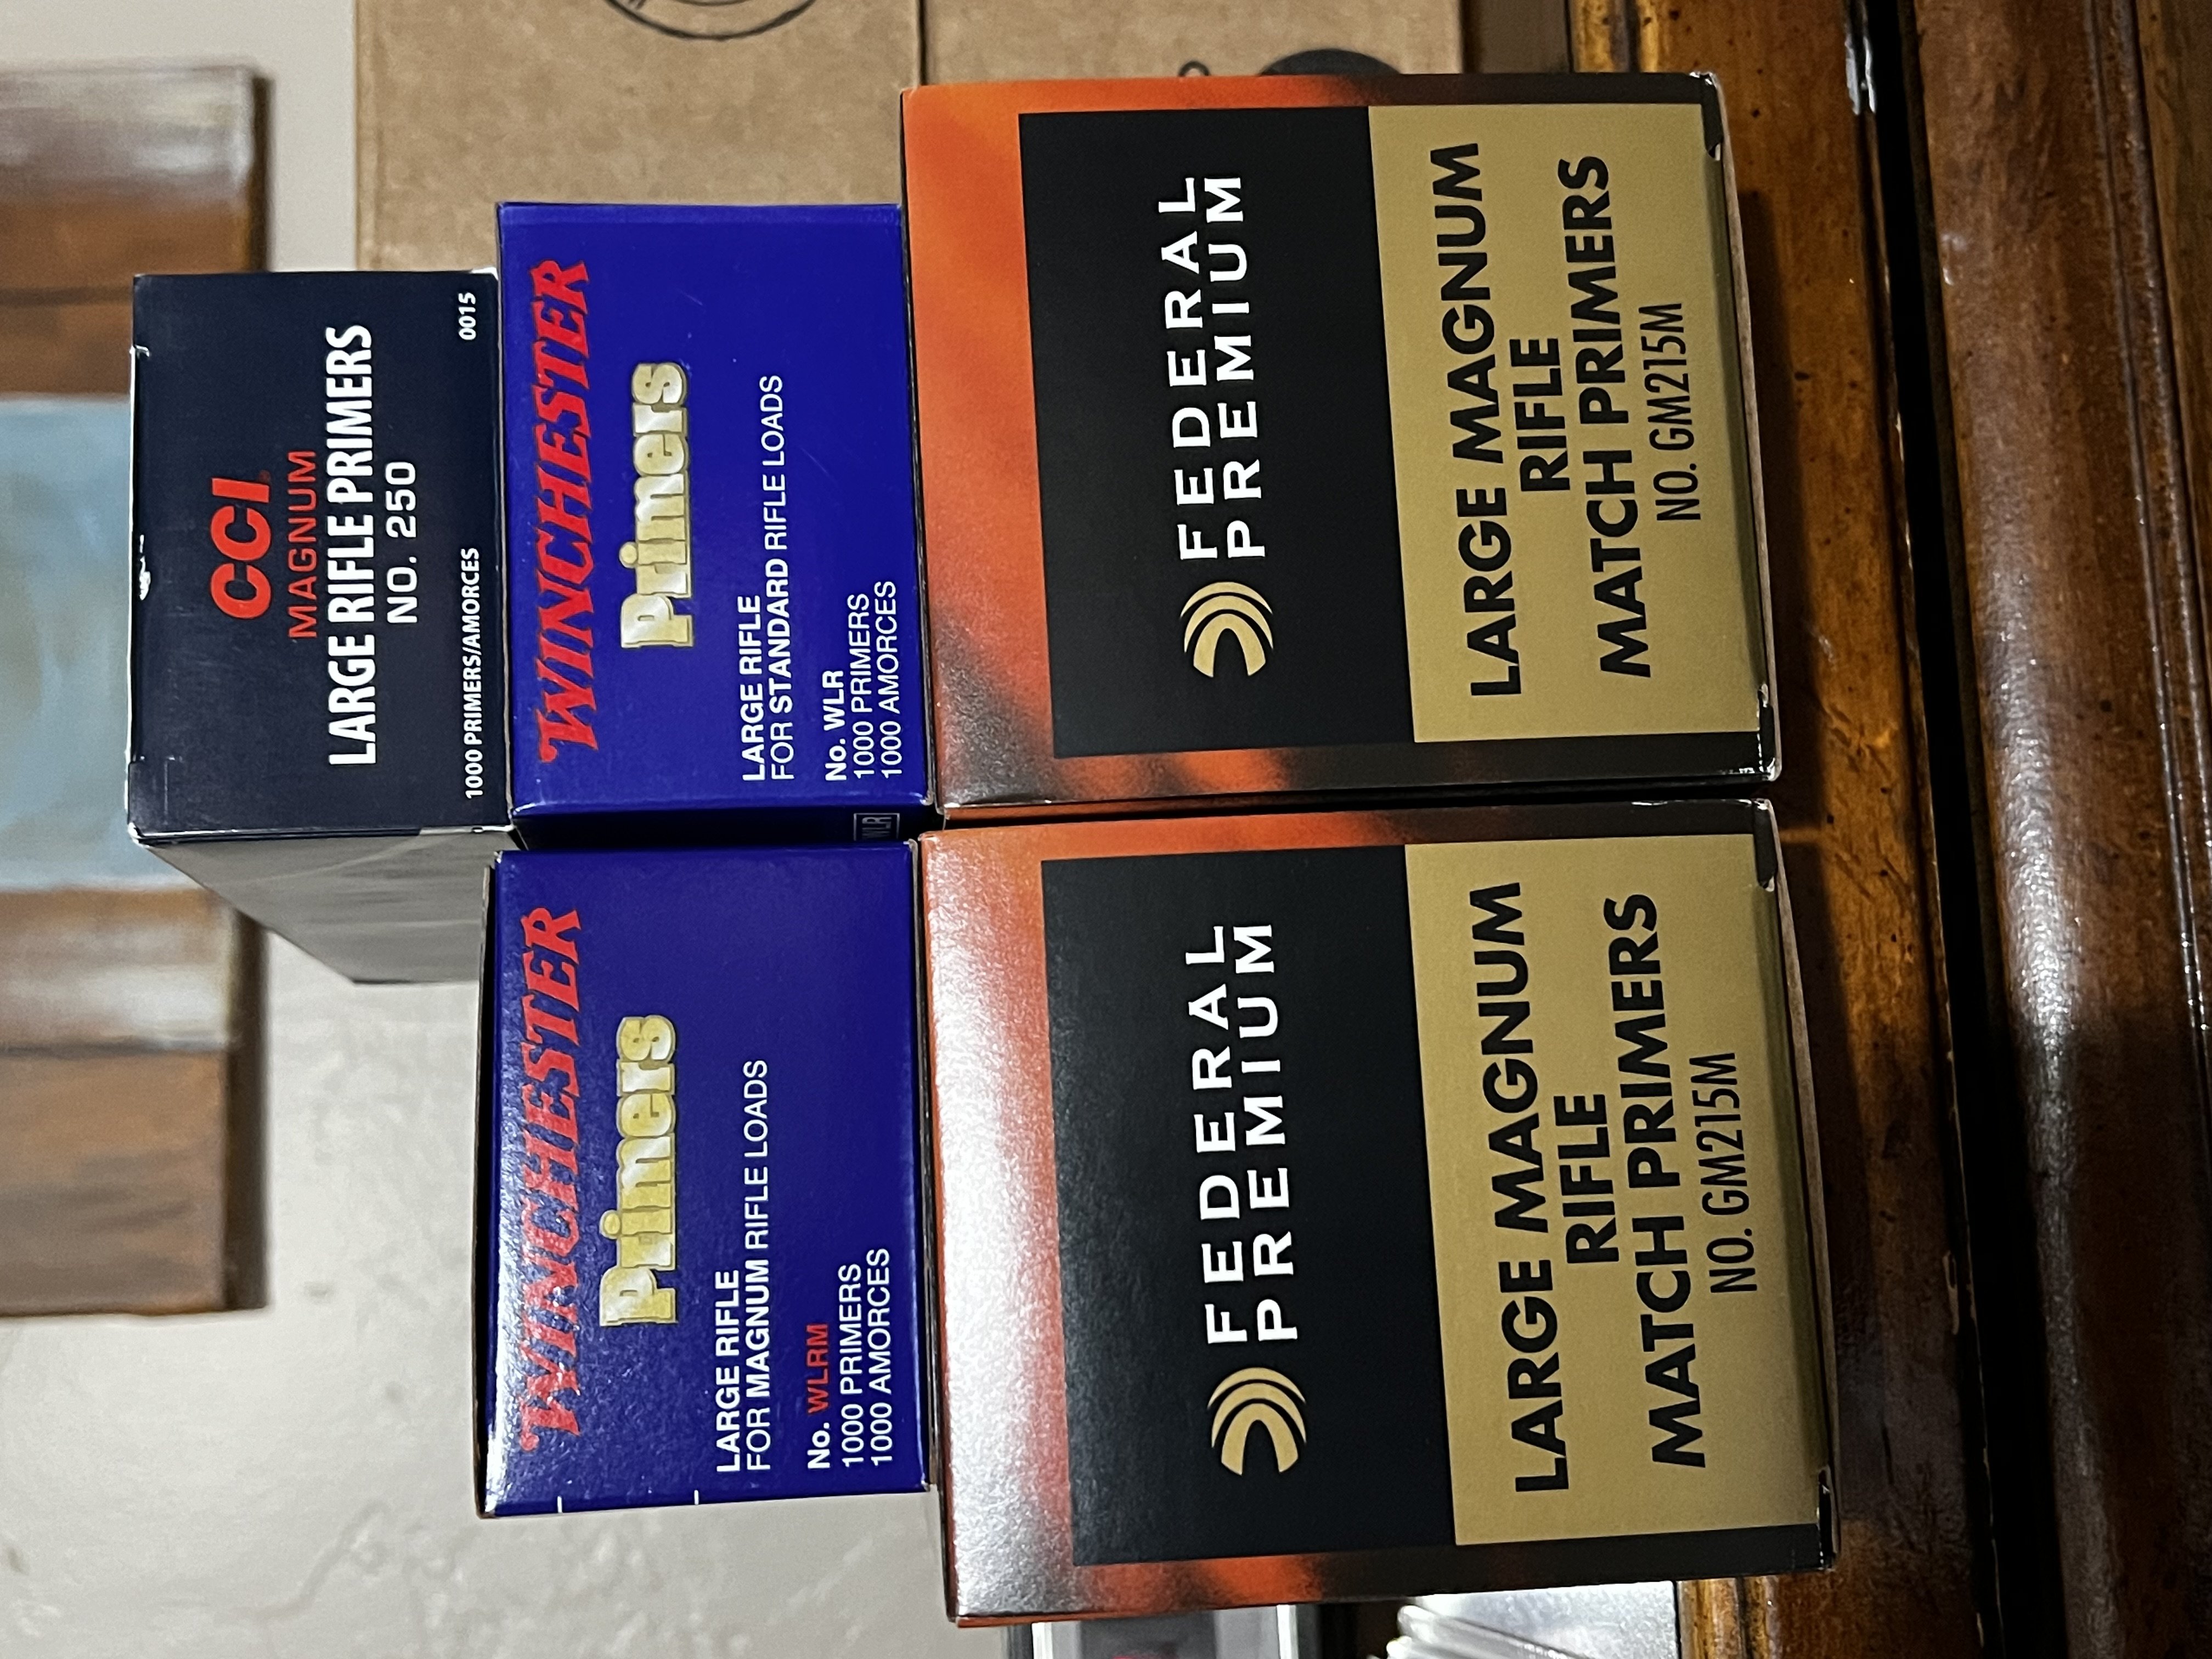 CCI
MAGNUM
LARGE RIFLE PRIMERS
NO. 250
1000 PRIMERS/AMORCES 0015
WINCHESTER
Primers
LARGE RIFLE
FOR MAGNUM RIFLE LOADS
No. WLRM
1000 PRIMERS
1000 AMORCES
WINCHESTER
Primers
LARGE RIFLE
FOR STANDARD RIFLE LOADS
No. WLR
1000 PRIMERS
1000 AMORCES
WLR
FEDERAL
PREMIUM
LARGE MAGNUM
RIFLE
MATCH PRIMERS
NO. GM215M
FEDERAL
PREMIUM
LARGE MAGNUM
RIFLE
MATCH PRIMERS
NO. GM215M